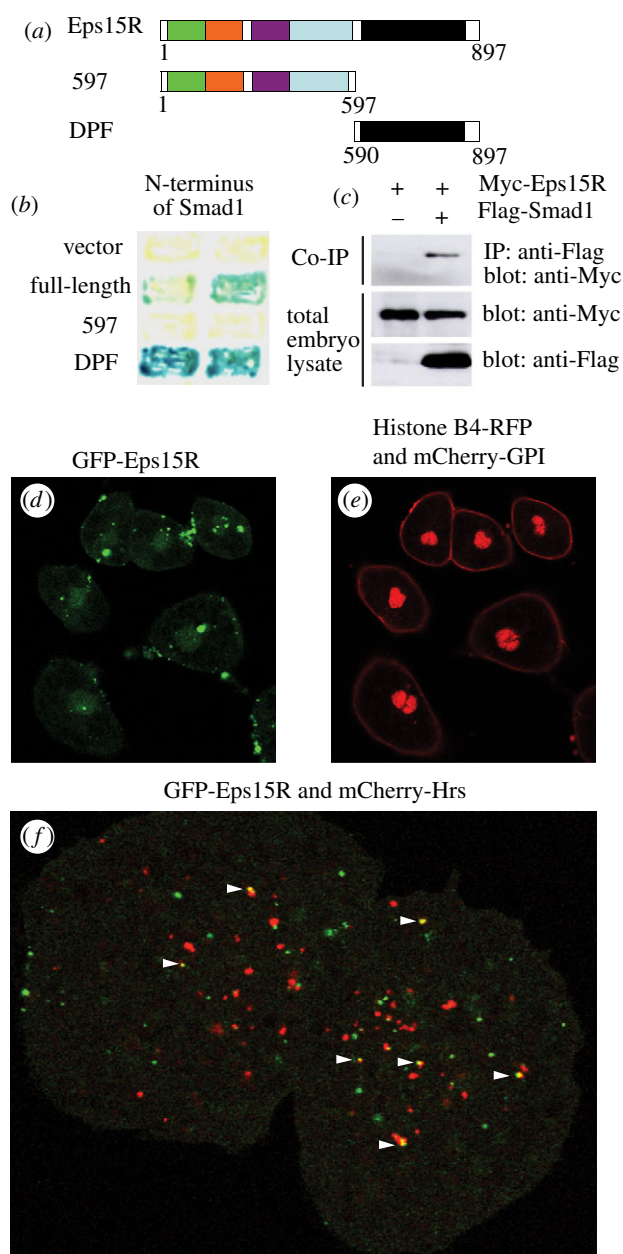 (a) Eps15R
1 897
597
1 597
DPF
590 897
(b) N-terminus
of Smad1
vector
full-length
597
DPF
(c) + + Myc-Eps15R
– + Flag-Smad1
Co-IP
IP: anti-Flag
blot: anti-Myc
total
embryo
lysate
blot: anti-Myc
blot: anti-Flag
GFP-Eps15R
(d)
Histone B4-RFP
and mCherry-GPI
(e)
GFP-Eps15R and mCherry-Hrs
(f)